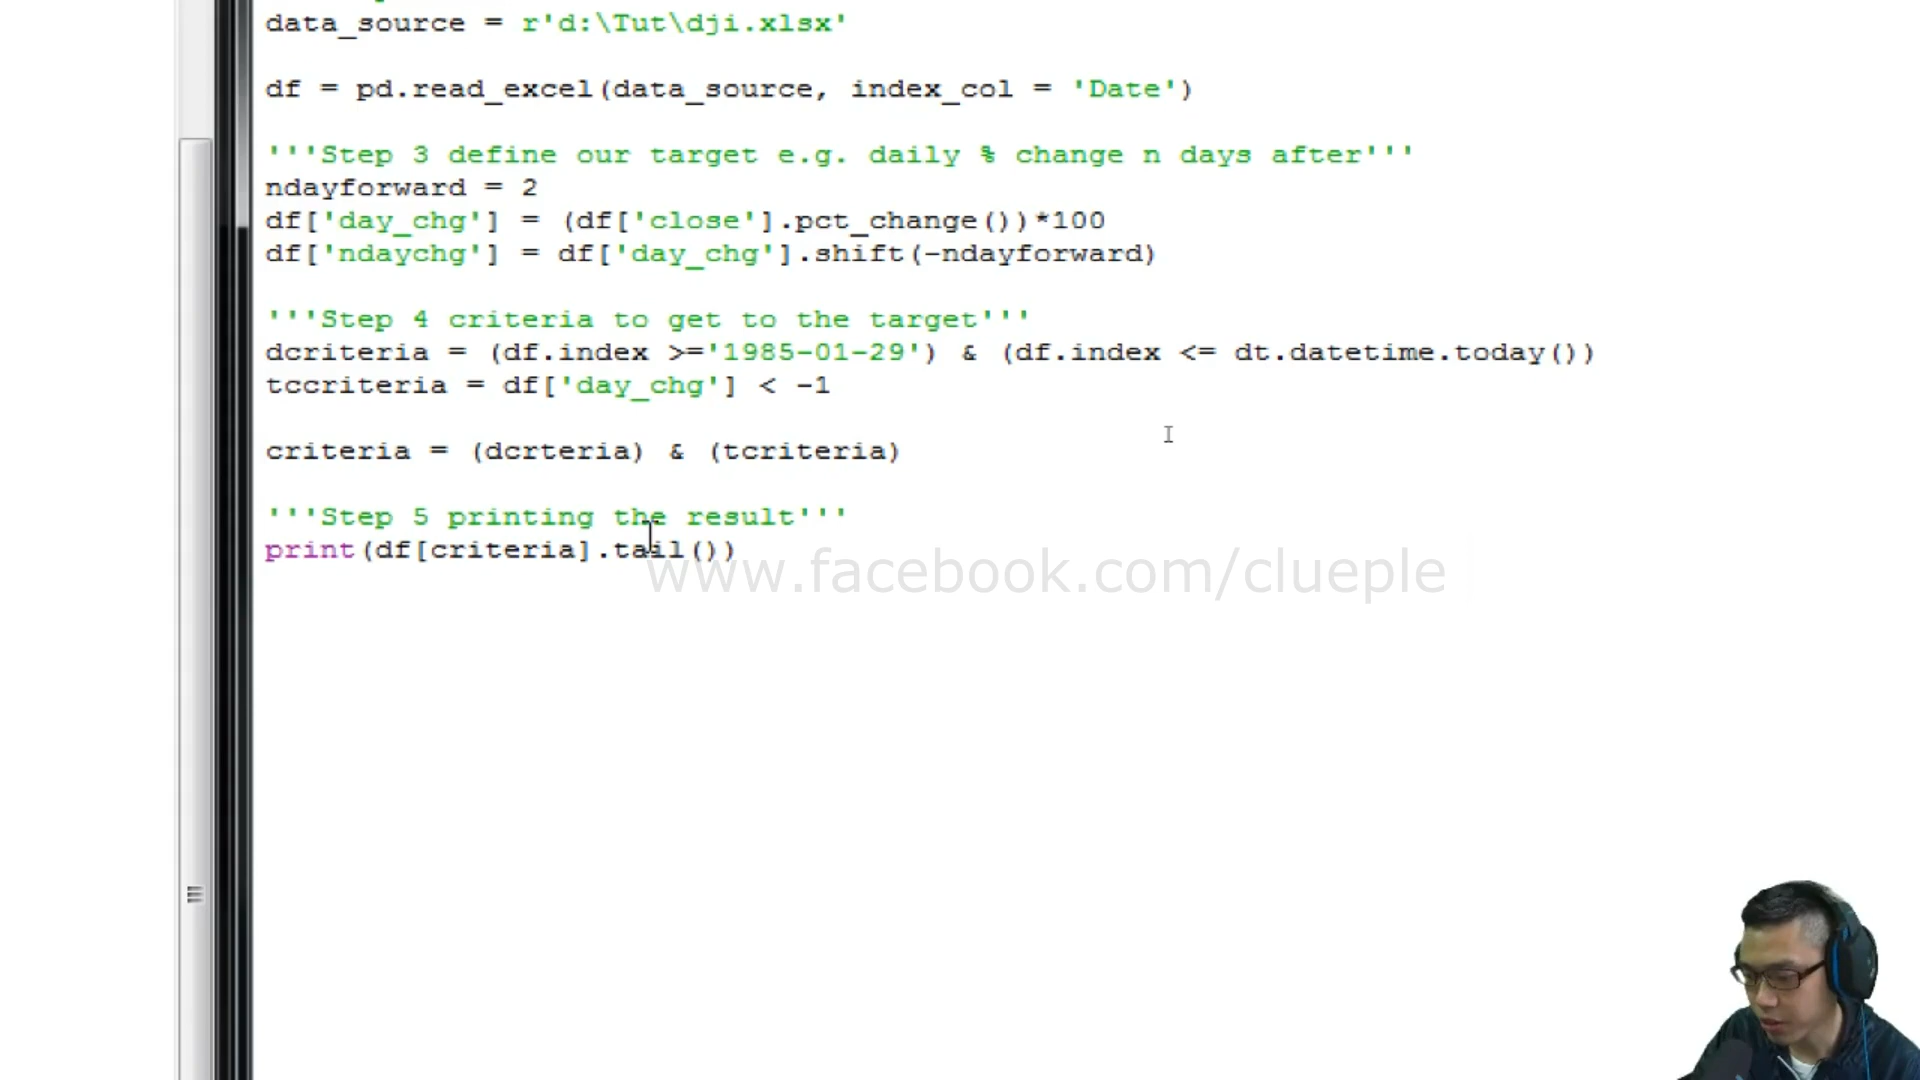 data_source = r'd:\Tut\dji.xlsx'
df = pd.read_excel(data_source, index_col = 'Date')
'''Step 3 define our target e.g. daily % change n days after'''
ndayforward = 2
df['day_chg'] = (df['close'].pct_change())*100
df['ndaychg'] = df['day_chg'].shift(-ndayforward)
'''Step 4 criteria to get to the target'''
dcriteria = (df.index >='1985-01-29') & (df.index <= dt.datetime.today())
tccriteria = df['day_chg'] < -1
criteria = (dcrteria) & (tcriteria)
'''Step 5 printing the result'''
print(df[criteria].tail())
www.facebook.com/clueple